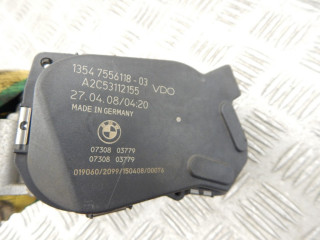 1354 7556118-03
A2C53112155 VDO
27.04.08/04:20
MADE IN GERMANY
BMW
07308 03779
07308 03779
019060/2099/150408/